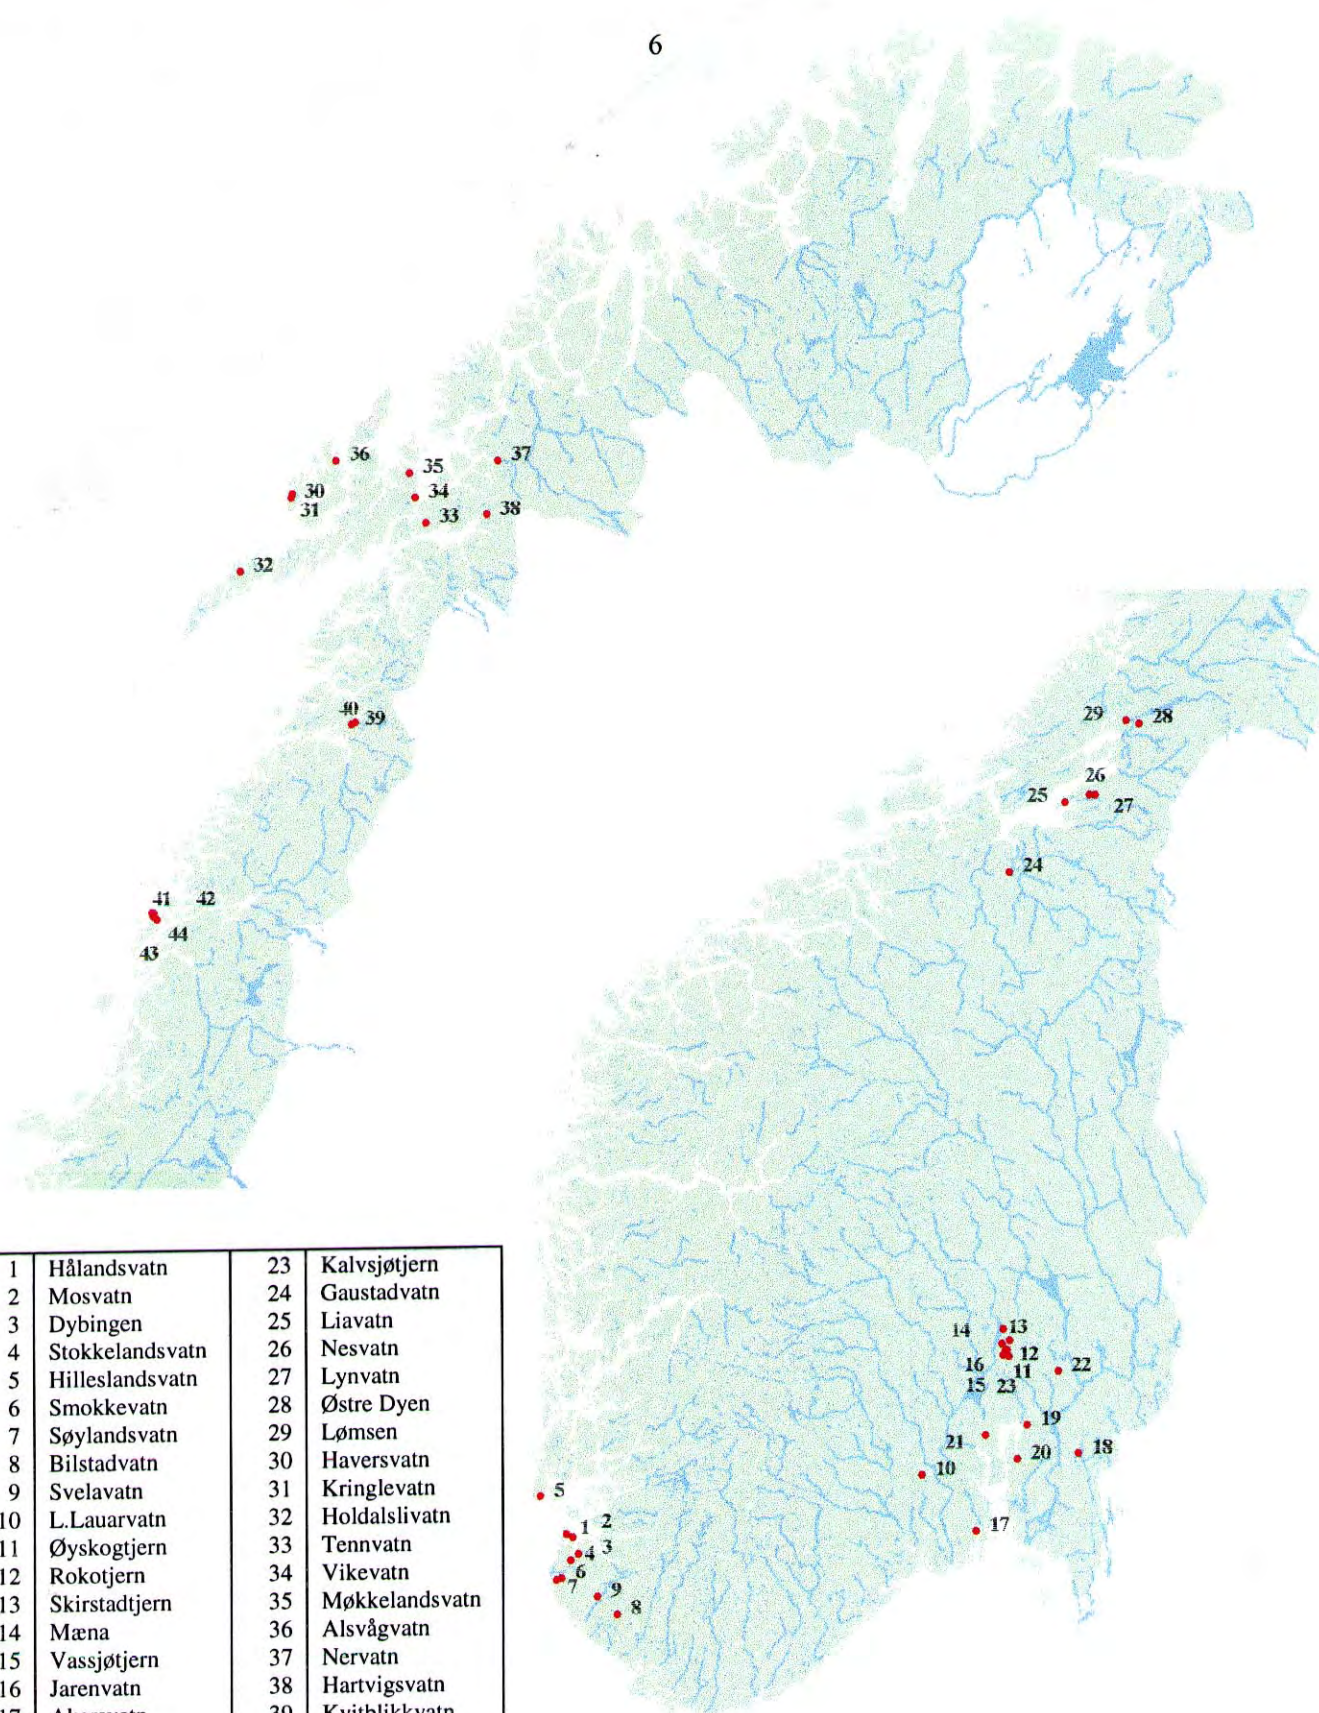 6
36
35
37
30
34
31
33
38
32
40 39
29 28
26
25 27
24
41 42
44
43
14 13
12
16 11 22
15 23
19
21 20 18
10
5
17
1 2
4 3
6
7 9
8
1 Hålandsvatn 23 Kalvsjøtjern
2 Mosvatn 24 Gaustadvatn
3 Dybingen 25 Liavatn
4 Stokkelandsvatn 26 Nesvatn
5 Hilleslandsvatn 27 Lynvatn
6 Smokkevatn 28 Østre Dyen
7 Søylandsvatn 29 Lømsen
8 Bilstadvatn 30 Haversvatn
9 Svelavatn 31 Kringlevatn
10 L.Lauarvatn 32 Holdalslivatn
11 Øyskogtjern 33 Tennvatn
12 Rokotjern 34 Vikevatn
13 Skirstadtjern 35 Møkkelandsvatn
14 Mæna 36 Alsvågvatn
15 Vassjøtjern 37 Nervatn
16 Jarenvatn 38 Hartvigsvatn
39 Kvitblikkvatn